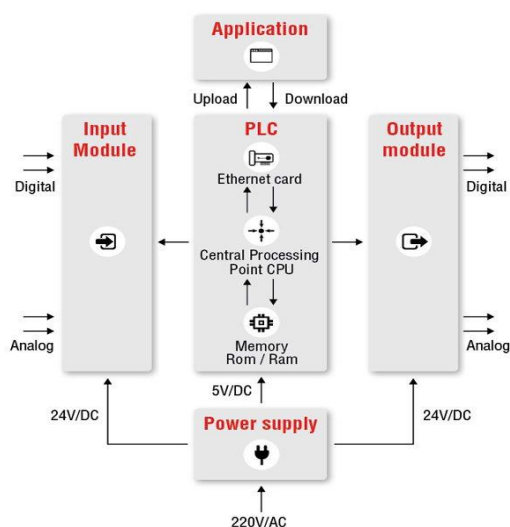 Application
Upload
Download
Input
Module
Digital
Analog
PLC
Ethernet card
Central Processing
Point CPU
Memory
Rom / Ram
Output
module
Digital
Analog
24V/DC
5V/DC
24V/DC
Power supply
220V/AC